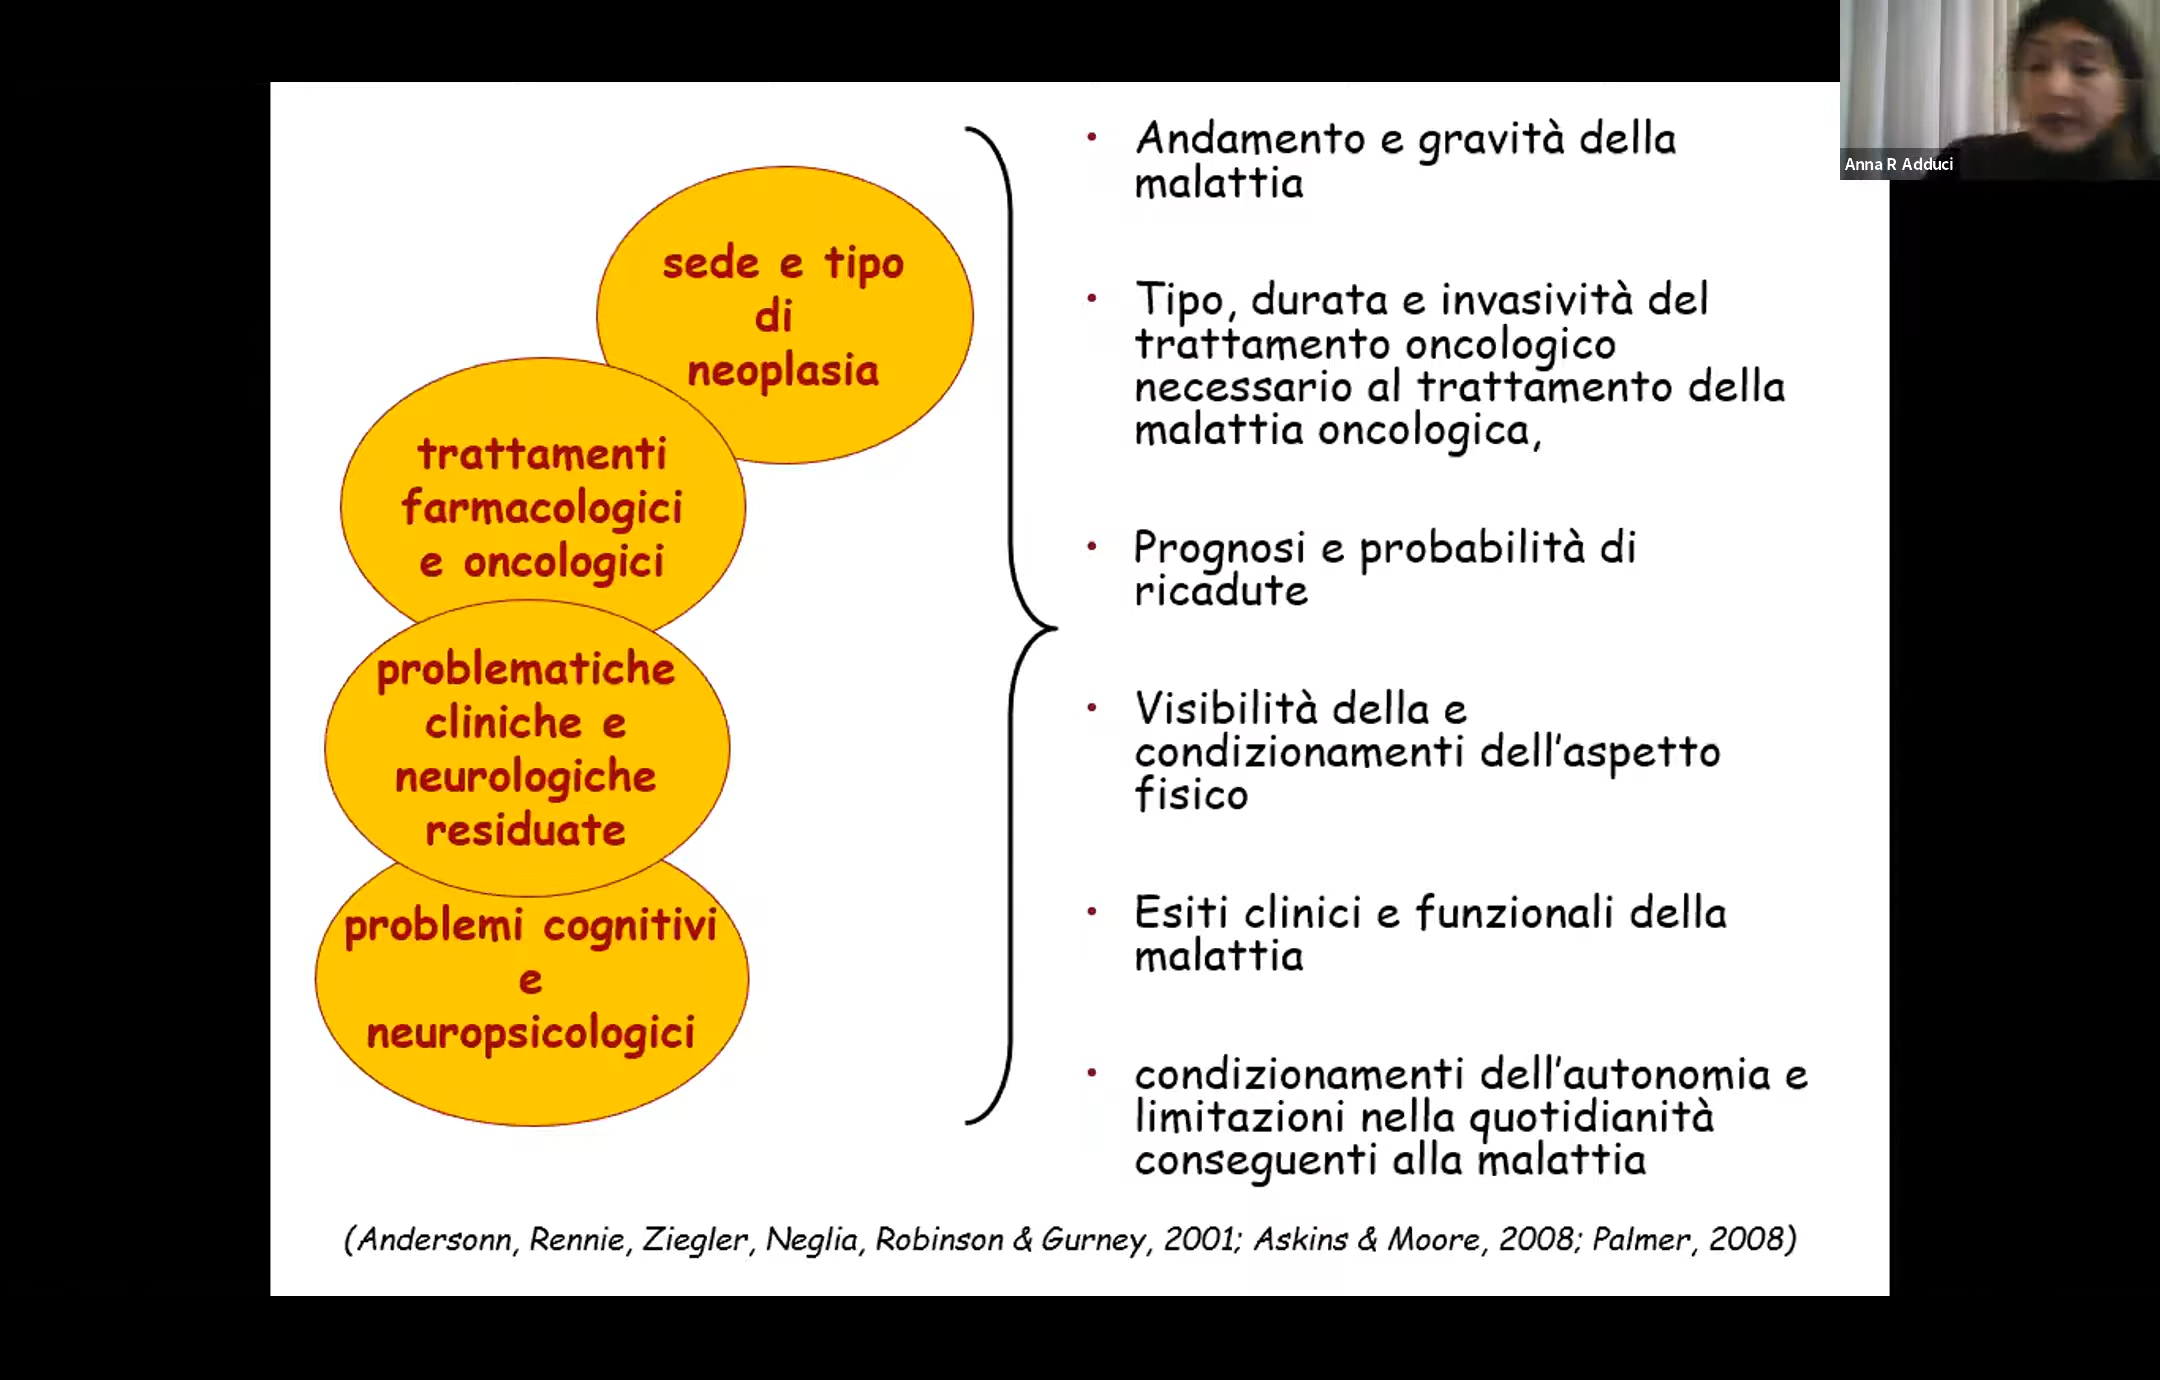 sede e tipo
di
neoplasia
trattamenti
farmacologici
e oncologici
problematiche
cliniche e
neurologiche
residuate
problemi cognitivi
e
neuropsicologici
• Andamento e gravità della
malattia
• Tipo, durata e invasività del
trattamento oncologico
necessario al trattamento della
malattia oncologica,
• Prognosi e probabilità di
ricadute
• Visibilità della e
condizionamenti dell'aspetto
fisico
• Esiti clinici e funzionali della
malattia
• condizionamenti dell'autonomia e
limitazioni nella quotidianità
conseguenti alla malattia
(Andersonn, Rennie, Ziegler, Neglia, Robinson & Gurney, 2001; Askins & Moore, 2008; Palmer, 2008)
Anna R Adduci